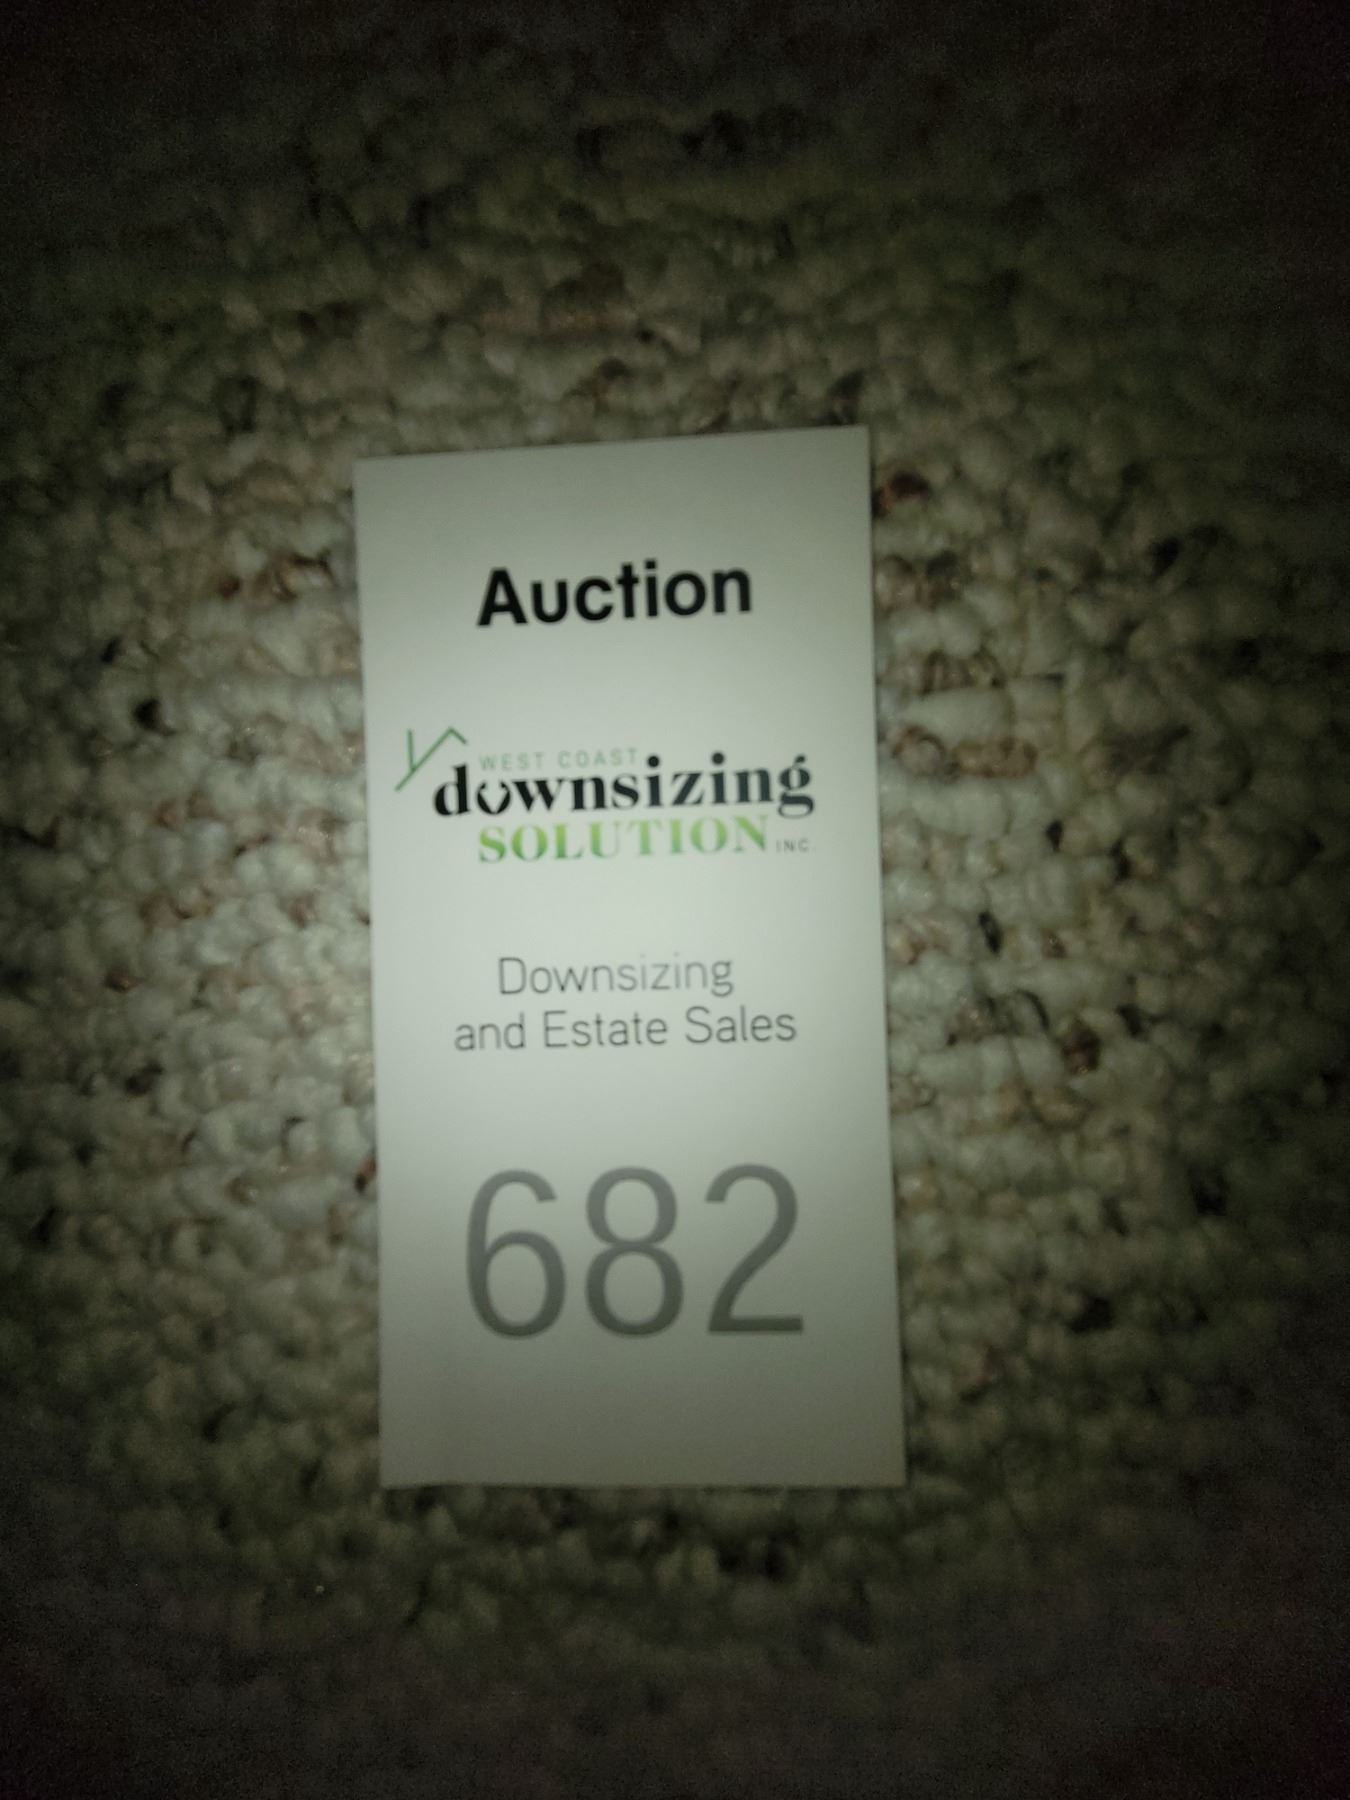 Auction
WEST COAST
downsizing
SOLUTION INC.
Downsizing
and Estate Sales
682